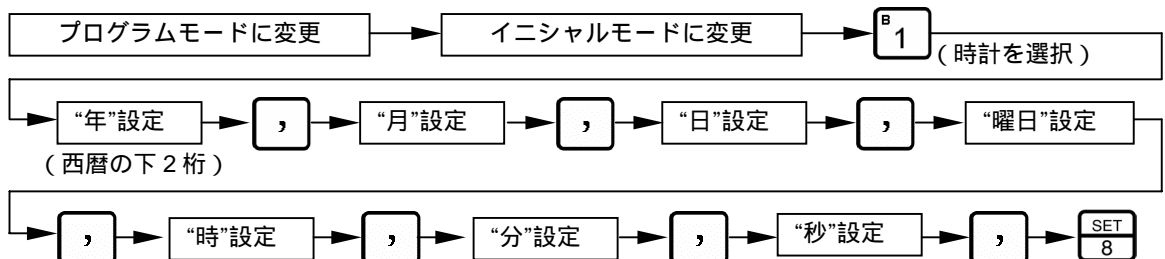 プログラムモードに変更 イニシャルモードに変更 B 1
(時計を選択)
“年”設定 , “月”設定 , “日”設定 , “曜日”設定
(西暦の下2桁)
, “時”設定 , “分”設定 , “秒”設定 , SET 8